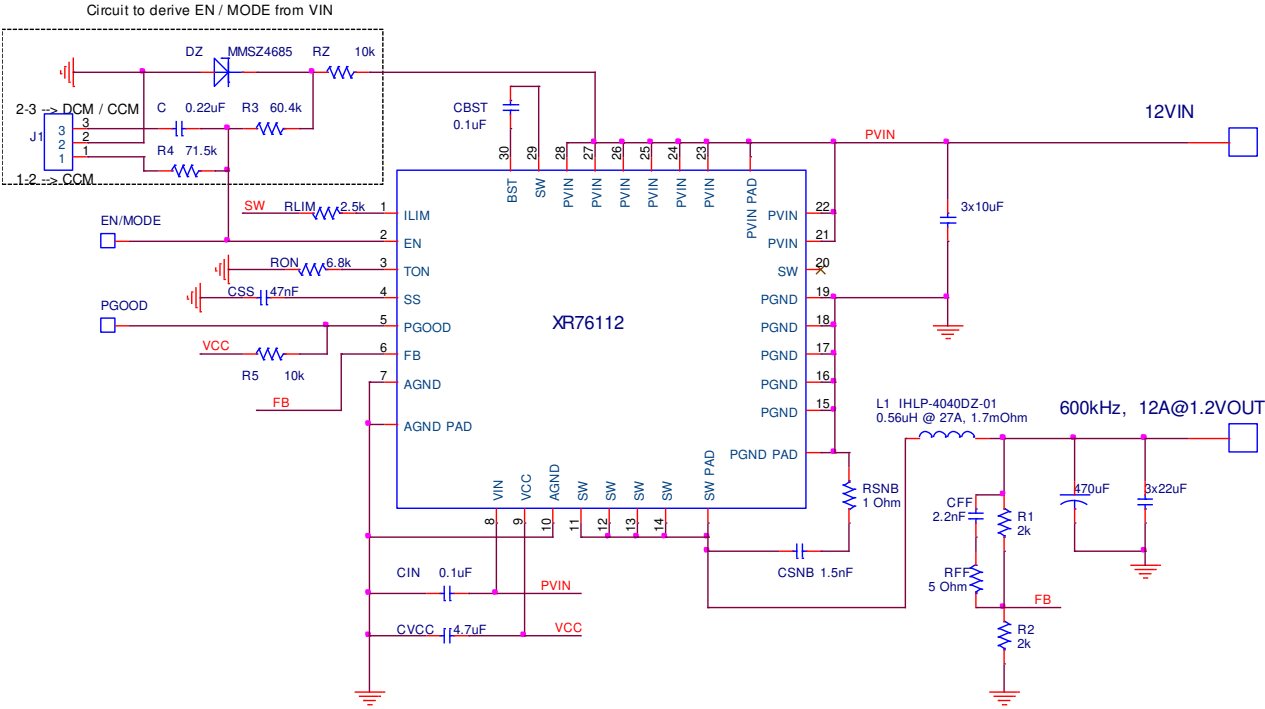 Circuit to derive EN / MODE from VIN
DZ MMSZ4685 RZ 10k
2-3 --> DCM / CCM C 0.22uF R3 60.4k
J1 3 2 1 3 2 1
R4 71.5k
1-2 --> CCM
CBST
0.1uF
12VIN
PVIN
30 29 28 27 26 25 24 23
BST SW PVIN PVIN PVIN PVIN PVIN PVIN PVIN PAD
3x10uF
SW RLIM 2.5k 1 ILIM
EN/MODE 2 EN
RON 6.8k 3 TON
CSS 47nF 4 SS
PGOOD 5 PGOOD
VCC 6 FB
R5 10k 7 AGND
FB
AGND PAD
XR76112
PVIN 22
PVIN 21
SW 20
PGND 19
PGND 18
PGND 17
PGND 16
PGND 15
PGND PAD
L1 IHLP-4040DZ-01
0.56uH @ 27A, 1.7mOhm
600kHz, 12A@1.2VOUT
VIN VCC AGND SW SW SW SW SW PAD
8 9 10 11 12 13 14
RSNB
1 Ohm
CSNB 1.5nF
CFF
2.2nF
R1
2k
470uF 3x22uF
RFF
5 Ohm
FB
R2
2k
CIN 0.1uF PVIN
CVCC 4.7uF VCC